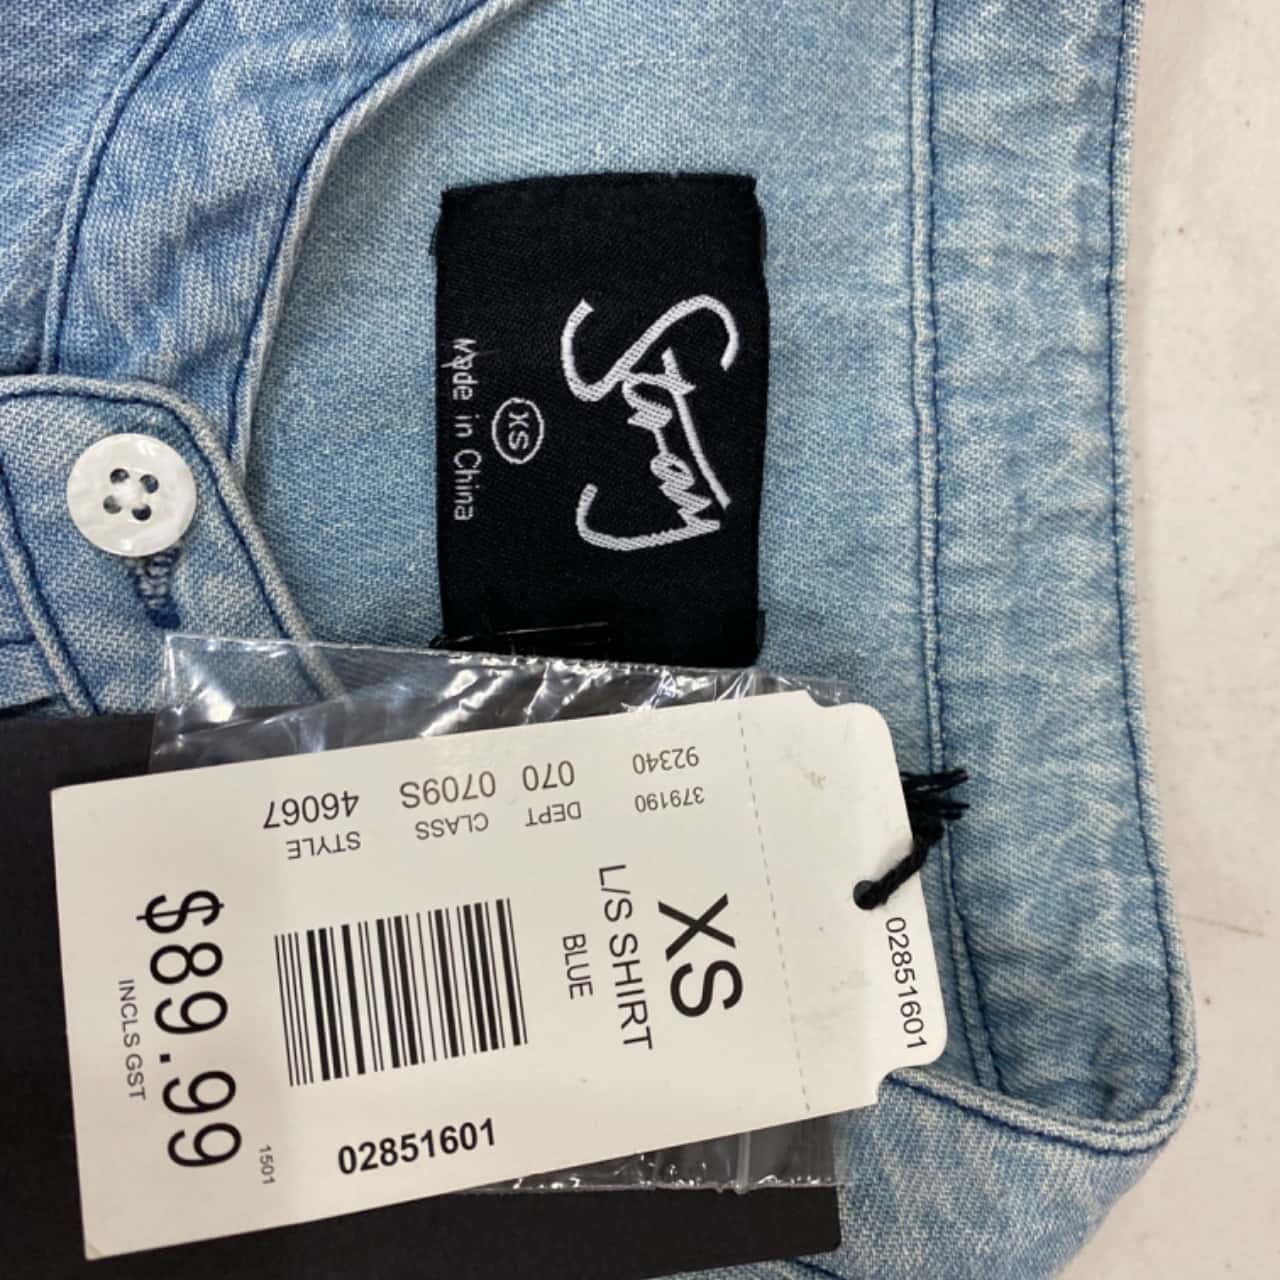 Stray
XS
Made in China
02851601
XS
L/S SHIRT
BLUE
379190
92340
DEPT CLASS STYLE
070 0709S 46067
02851601
1501
$89.99
INCLS GST